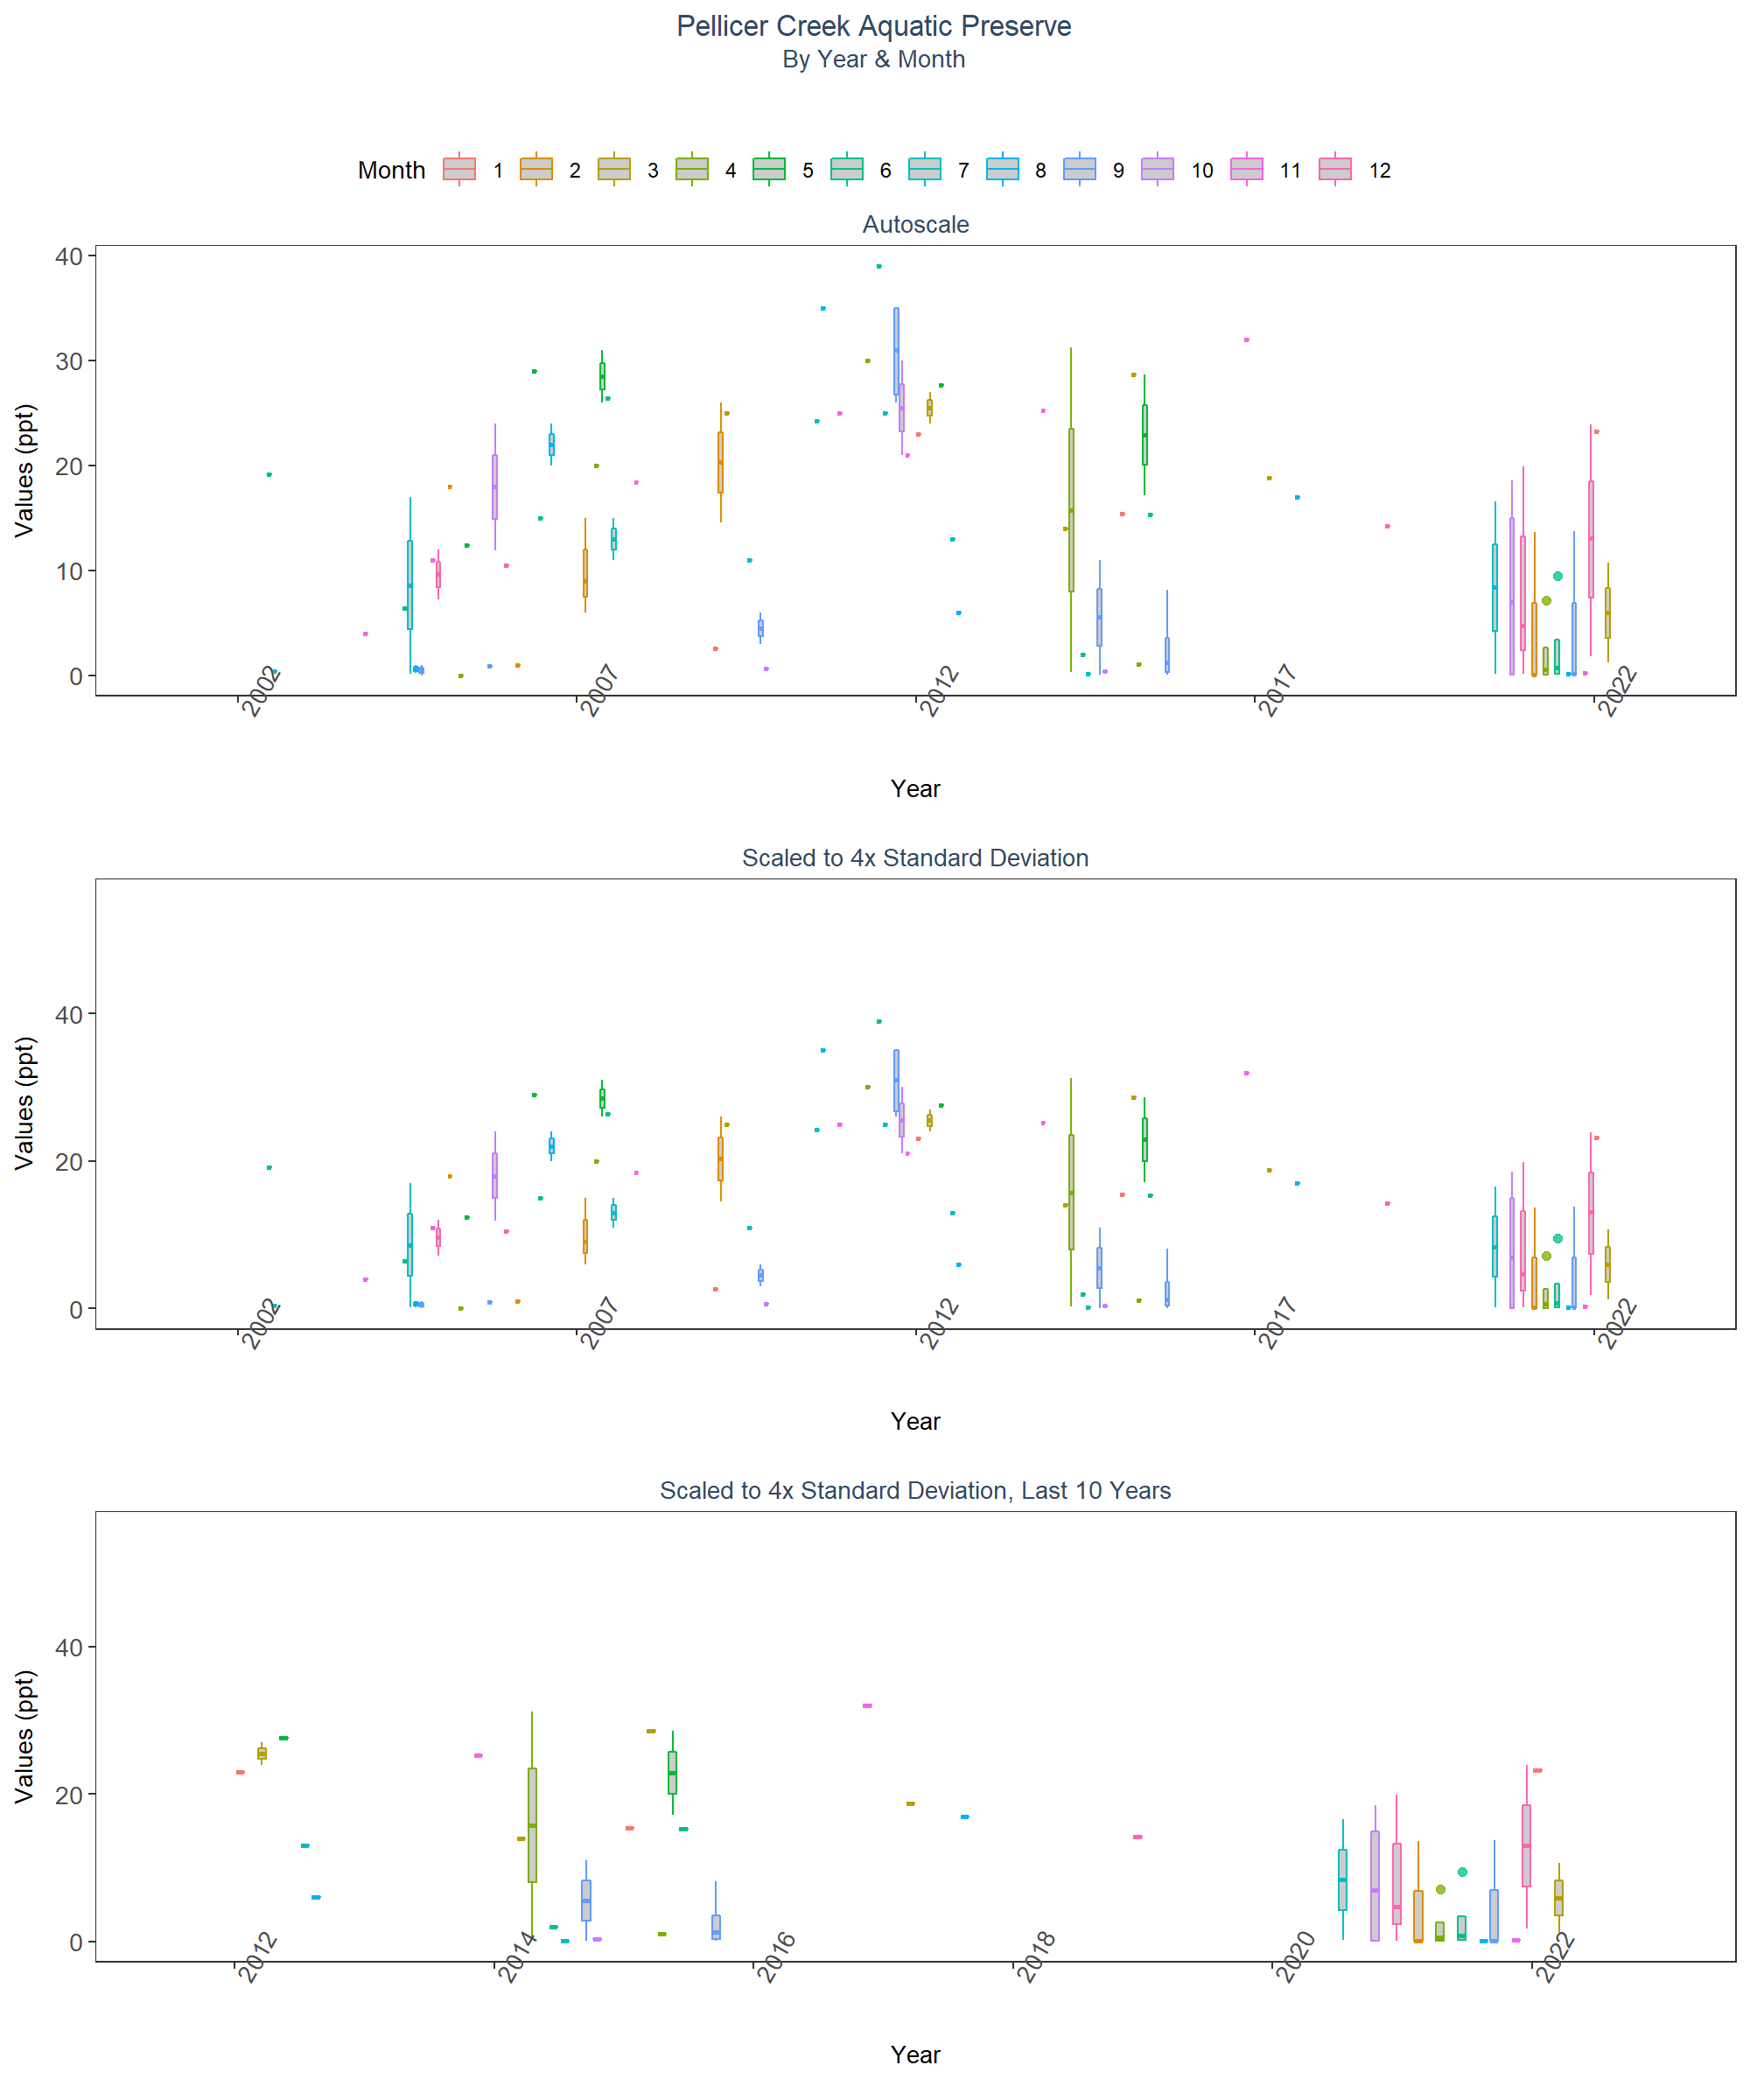 Pellicer Creek Aquatic Preserve
By Year & Month
Month 1 2 3 4 5 6 7 8 9 10 11 12
Autoscale
Values (ppt)
40
30
20
10
0
2002 2007 2012 2017 2022
Year
Scaled to 4x Standard Deviation
Values (ppt)
40
20
0
2002 2007 2012 2017 2022
Year
Scaled to 4x Standard Deviation, Last 10 Years
Values (ppt)
40
20
0
2012 2014 2016 2018 2020 2022
Year